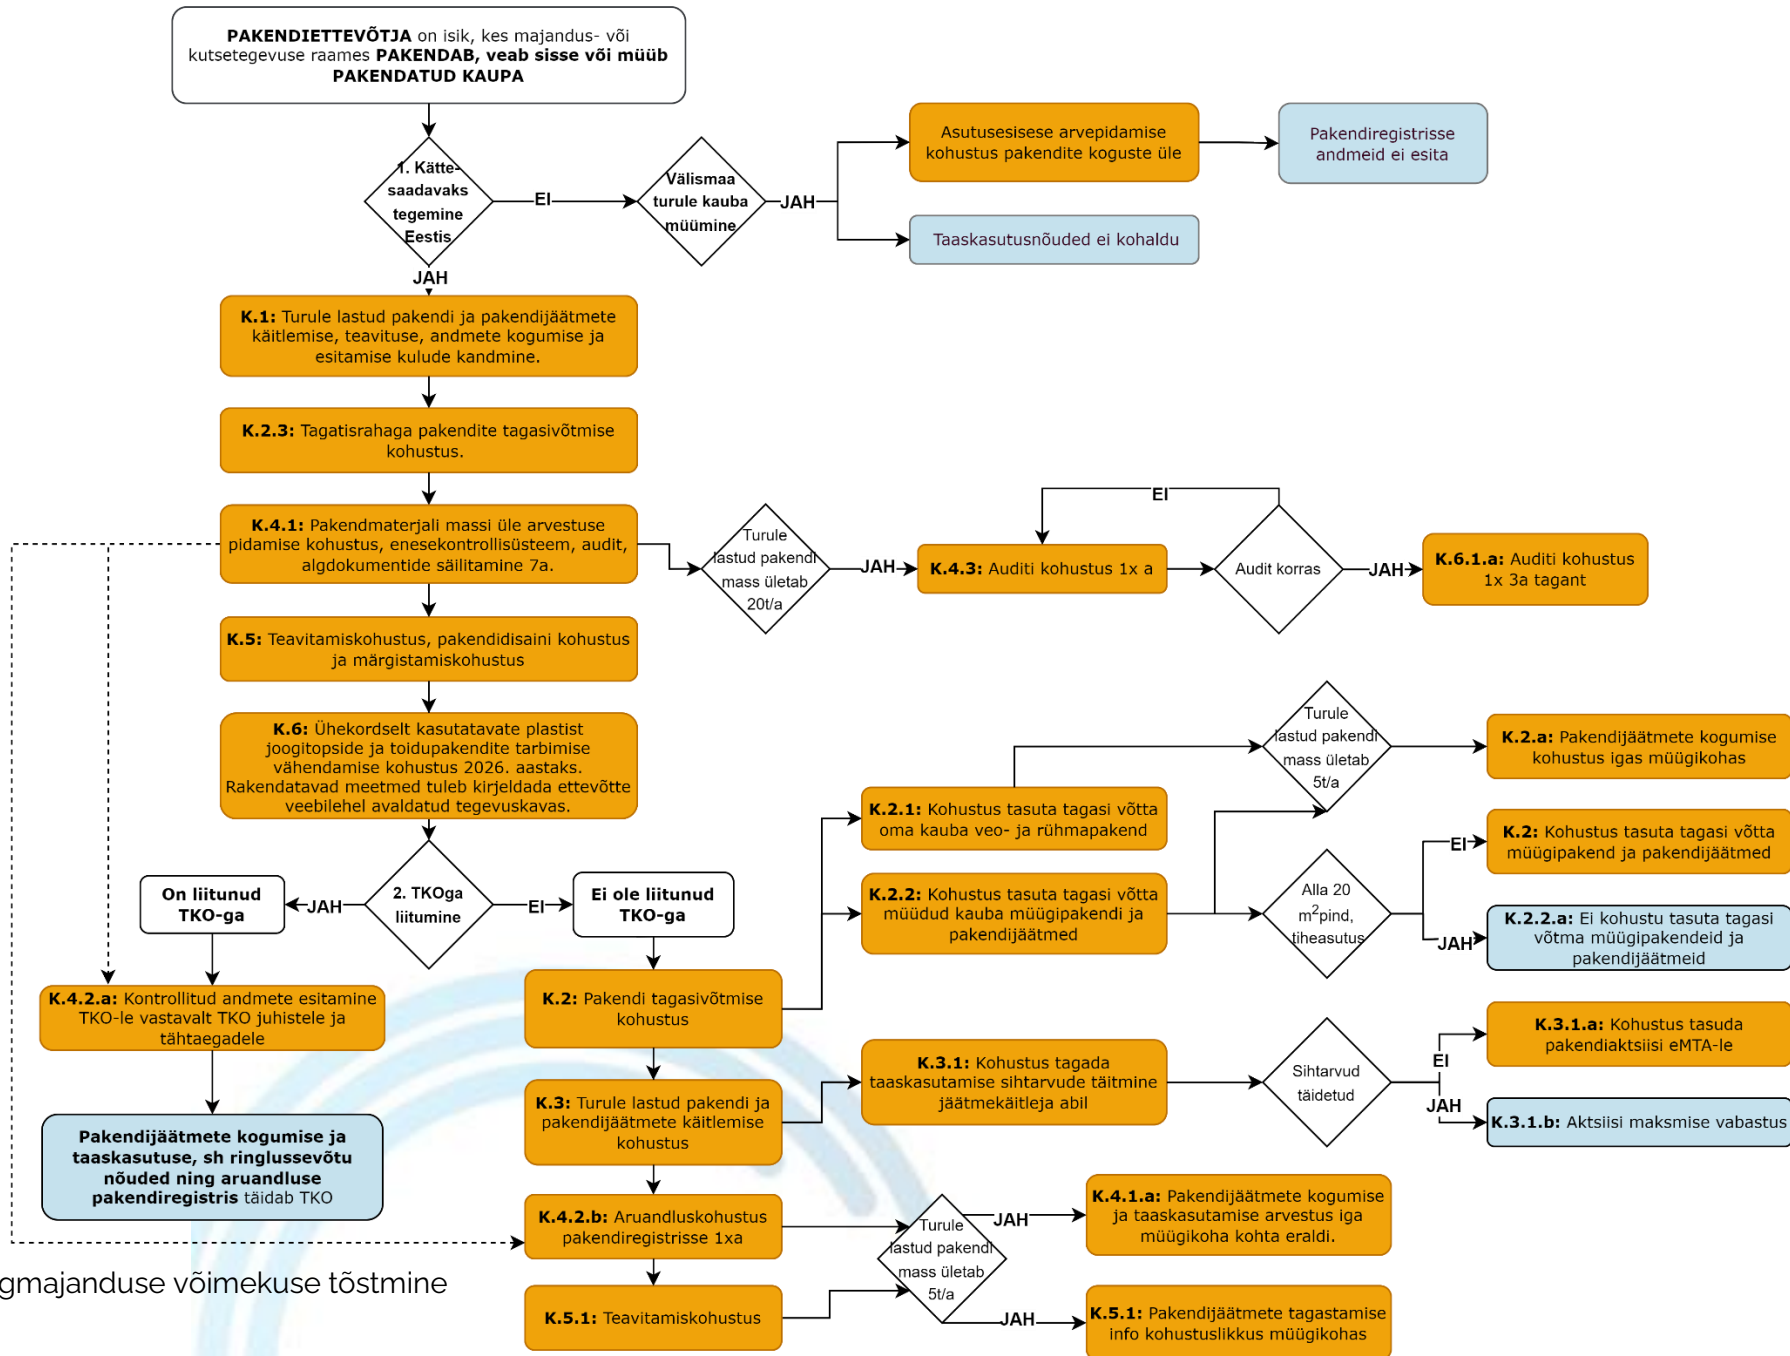 PAKENDIETTEVÕTJA on isik, kes majandus- või
kutsetegevuse raames PAKENDAB, veab sisse või müüb
PAKENDATUD KAUPA
1. Kätte-
saadavaks
tegemine
Eestis
EI
Välismaa
turule kauba
müümine
JAH
Asutusesisese arvepidamise
kohustus pakendite koguste üle
Pakendiregistrisse
andmeid ei esita
Taaskasutusnõuded ei kohaldu
JAH
K.1: Turule lastud pakendi ja pakendijäätmete
käitlemise, teavituse, andmete kogumise ja
esitamise kulude kandmine.
K.2.3: Tagatisrahaga pakendite tagasivõtmise
kohustus.
K.4.1: Pakendmaterjali massi üle arvestuse
pidamise kohustus, enesekontrollisüsteem, audit,
algdokumentide säilitamine 7a.
Turule
lastud pakendi
mass ületab
20t/a
JAH
K.4.3: Auditi kohustus 1x a
EI
Audit korras
JAH
K.6.1.a: Auditi kohustus
1x 3a tagant
K.5: Teavitamiskohustus, pakendidisaini kohustus
ja märgistamiskohustus
K.6: Ühekordselt kasutatavate plastist
joogitopside ja toidupakendite tarbimise
vähendamise kohustus 2026. aastaks.
Rakendatavad meetmed tuleb kirjeldada ettevõtte
veebilehel avaldatud tegevuskavas.
2. TKOga
liitumine
JAH
On liitunud
TKO-ga
EI
Ei ole liitunud
TKO-ga
K.4.2.a: Kontrollitud andmete esitamine
TKO-le vastavalt TKO juhistele ja
tähtaegadele
Pakendijäätmete kogumise ja
taaskasutuse, sh ringlussevõtu
nõuded ning aruandluse
pakendiregistris täidab TKO
K.2: Pakendi tagasivõtmise
kohustus
K.2.1: Kohustus tasuta tagasi võtta
oma kauba veo- ja rühmapakend
K.2.2: Kohustus tasuta tagasi võtta
müüdud kauba müügipakendi ja
pakendijäätmed
Turule
lastud pakendi
mass ületab
5t/a
K.2.a: Pakendijäätmete kogumise
kohustus igas müügikohas
Alla 20
m²pind,
tiheasutus
EI
K.2: Kohustus tasuta tagasi võtta
müügipakend ja pakendijäätmed
JAH
K.2.2.a: Ei kohustu tasuta tagasi
võtma müügipakendeid ja
pakendijäätmeid
K.3: Turule lastud pakendi ja
pakendijäätmete käitlemise
kohustus
K.3.1: Kohustus tagada
taaskasutamise sihtarvude täitmine
jäätmekäitleja abil
Sihtarvud
täidetud
EI
K.3.1.a: Kohustus tasuda
pakendiaktsiisi eMTA-le
JAH
K.3.1.b: Aktsiisi maksmise vabastus
K.4.2.b: Aruandluskohustus
pakendiregistrisse 1xa
Turule
lastud pakendi
mass ületab
5t/a
JAH
K.4.1.a: Pakendijäätmete kogumise
ja taaskasutamise arvestus iga
müügikoha kohta eraldi.
K.5.1: Teavitamiskohustus
JAH
K.5.1: Pakendijäätmete tagastamise
info kohustuslikkus müügikohas
gmajanduse võimekuse tõstmine